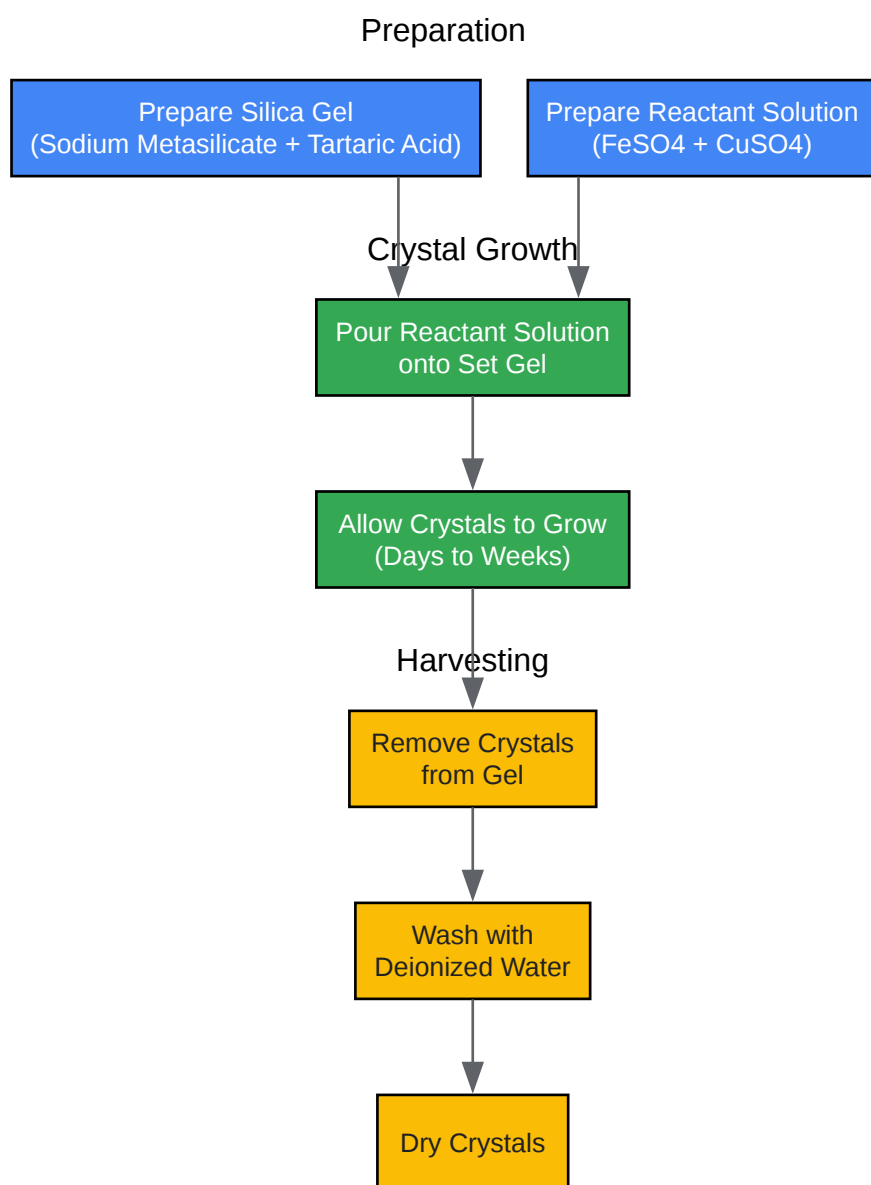 Preparation
Prepare Silica Gel
(Sodium Metasilicate + Tartaric Acid)
Prepare Reactant Solution
(FeSO4 + CuSO4)
Crystal Growth
Pour Reactant Solution
onto Set Gel
Allow Crystals to Grow
(Days to Weeks)
Harvesting
Remove Crystals
from Gel
Wash with
Deionized Water
Dry Crystals